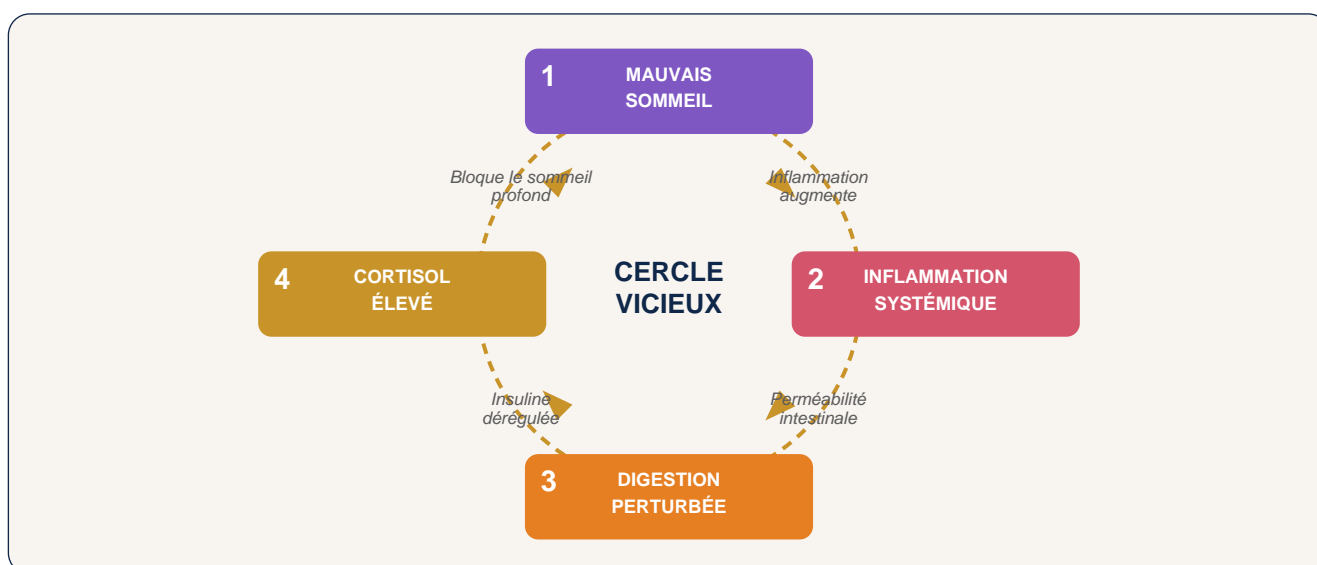 1
MAUVAIS
SOMMEIL
Bloque le sommeil
profond
Inflammation
augmente
4
CORTISOL
ÉLEVÉ
CERCLE
VICIEUX
2
INFLAMMATION
SYSTÉMIQUE
Insuline
dérégulée
Perméabilité
intestinale
3
DIGESTION
PERTURBÉE